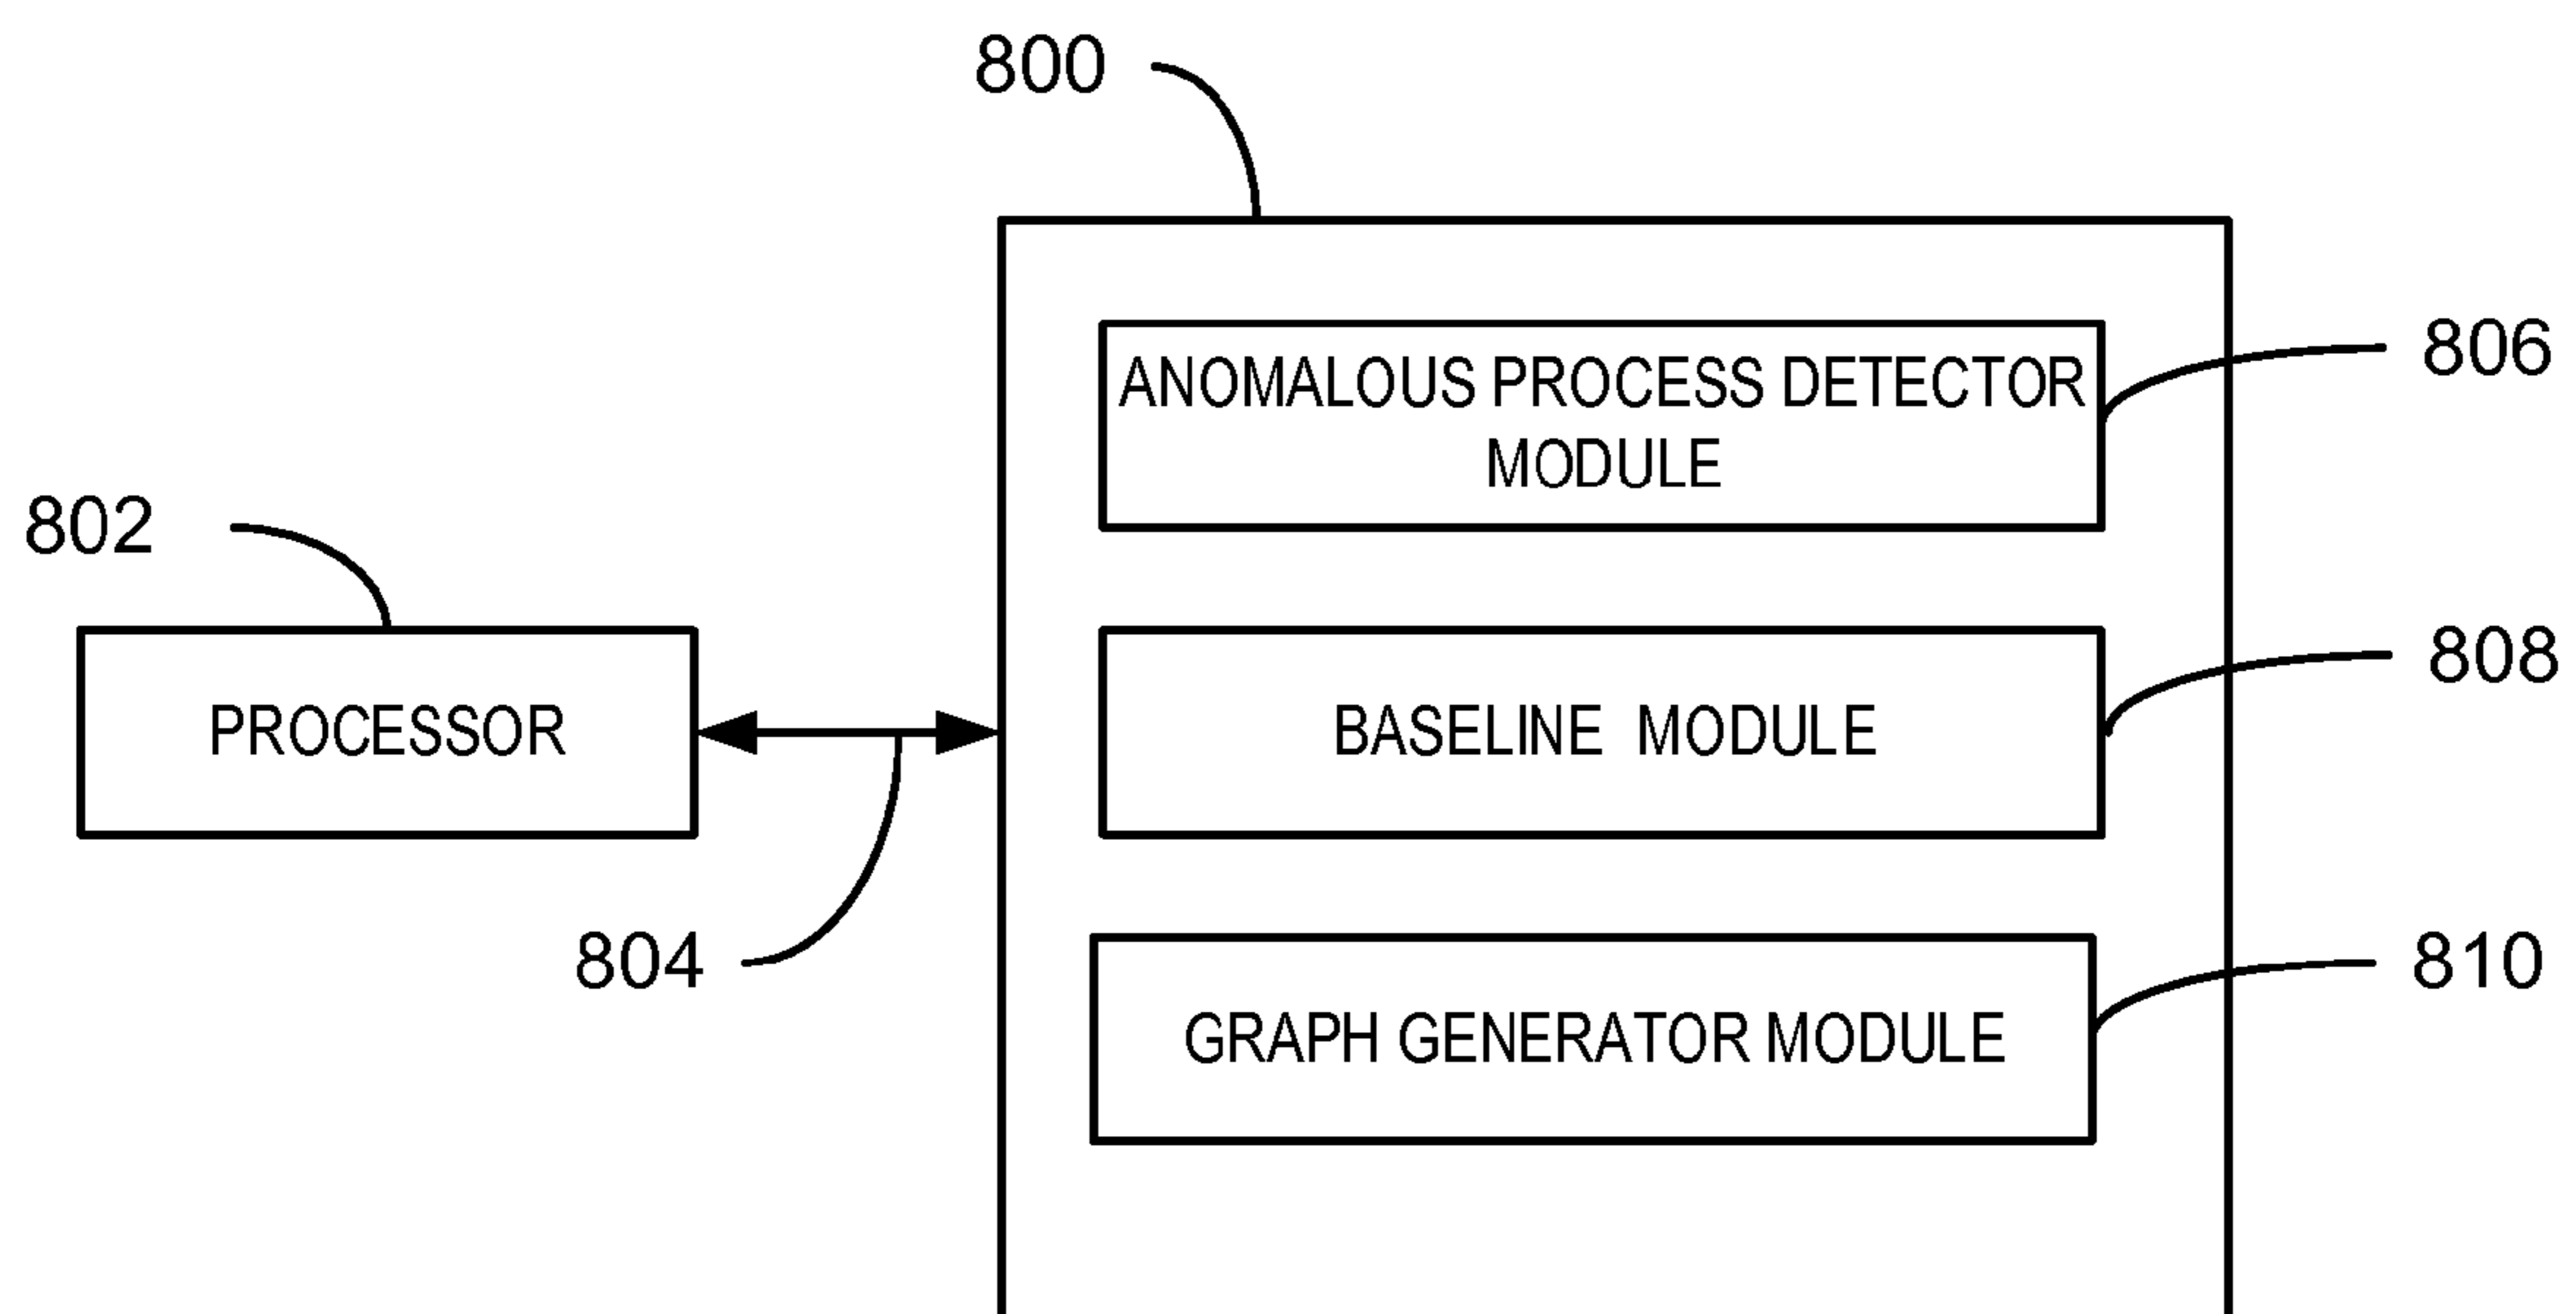 800
ANOMALOUS PROCESS DETECTOR
MODULE
806
802
PROCESSOR
BASELINE MODULE
808
804
GRAPH GENERATOR MODULE
810